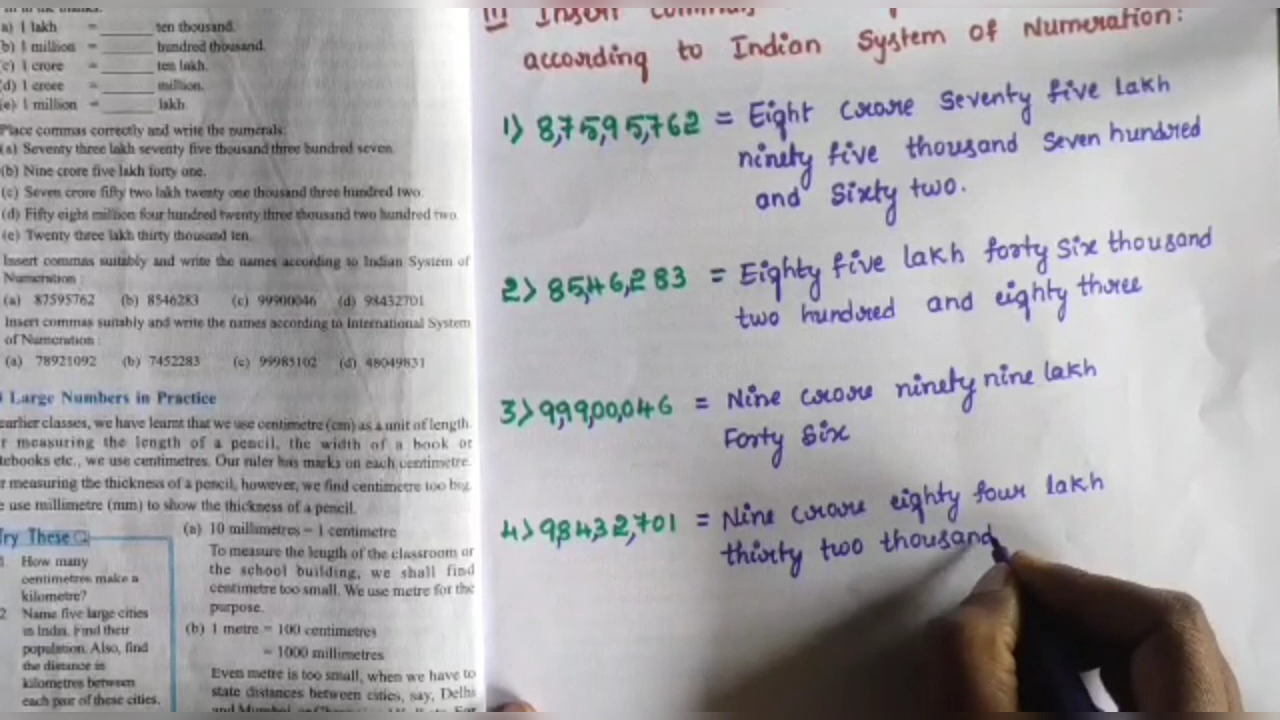 a) 1 lakh = ______ ten thousand.
(b) 1 million = ______ hundred thousand.
(c) 1 crore = ______ ten lakh.
(d) 1 crore = ______ million.
(e) 1 million = ______ lakh
Place commas correctly and write the numerals:
(a) Seventy three lakh seventy five thousand three hundred seven.
(b) Nine crore five lakh forty one.
(c) Seven crore fifty two lakh twenty one thousand three hundred two.
(d) Fifty eight million four hundred twenty three thousand two hundred two.
(e) Twenty three lakh thirty thousand ten.
Insert commas suitably and write the names according to Indian System of
Numeration :
(a) 87595762 (b) 8546283 (c) 99900046 (d) 98432701
Insert commas suitably and write the names according to International System
of Numeration :
(a) 78921092 (b) 7452283 (c) 99985102 (d) 48049831
Large Numbers in Practice
earlier classes, we have learnt that we use centimetre (cm) as a unit of length.
r measuring the length of a pencil, the width of a book or
tebooks etc., we use centimetres. Our ruler has marks on each centimetre.
r measuring the thickness of a pencil, however, we find centimetre too big.
e use millimetre (mm) to show the thickness of a pencil.
Try These
1. How many
centimetres make a
kilometre?
2 Name five large cities
in India. Find their
population. Also, find
the distance in
kilometres between
each pair of these cities.
(a) 10 millimetres = 1 centimetre
To measure the length of the classroom or
the school building, we shall find
centimetre too small. We use metre for the
purpose.
(b) 1 metre = 100 centimetres
= 1000 millimetres
Even metre is too small, when we have to
state distances between cities, say, Delhi
and Mumbai, or
Insert commas
according to Indian System of Numeration:
1) 8,75,95,762 = Eight crore Seventy five lakh
ninety five thousand Seven hundred
and Sixty two.
2) 85,46,283 = Eighty five lakh forty six thousand
two hundred and eighty three
3) 9,99,00,046 = Nine crore ninety nine lakh
Forty Six
4) 9,84,32,701 = Nine crore eighty four lakh
thirty two thousand